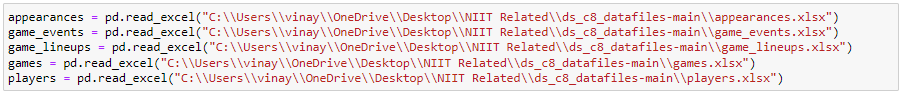 appearances = pd.read_excel("C:\\Users\\vinay\\OneDrive\\Desktop\\NIIT Related\\ds_c8_datafiles-main\\appearances.xlsx")
game_events = pd.read_excel("C:\\Users\\vinay\\OneDrive\\Desktop\\NIIT Related\\ds_c8_datafiles-main\\game_events.xlsx")
game_lineups = pd.read_excel("C:\\Users\\vinay\\OneDrive\\Desktop\\NIIT Related\\ds_c8_datafiles-main\\game_lineups.xlsx")
games = pd.read_excel("C:\\Users\\vinay\\OneDrive\\Desktop\\NIIT Related\\ds_c8_datafiles-main\\games.xlsx")
players = pd.read_excel("C:\\Users\\vinay\\OneDrive\\Desktop\\NIIT Related\\ds_c8_datafiles-main\\players.xlsx")